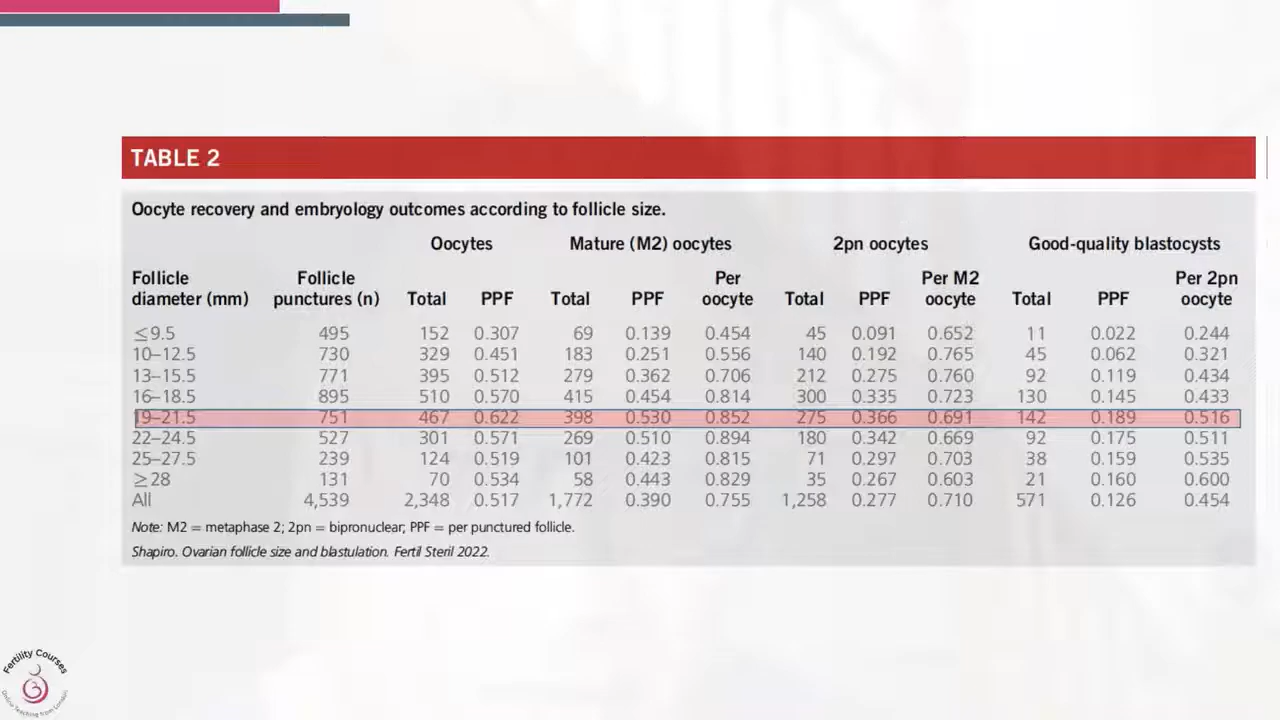 TABLE 2
Oocyte recovery and embryology outcomes according to follicle size.
Oocytes Mature (M2) oocytes 2pn oocytes Good-quality blastocysts
Follicle Follicle Per Per M2 Per 2pn
diameter (mm) punctures (n) Total PPF Total PPF oocyte Total PPF oocyte Total PPF oocyte
≤9.5 495 152 0.307 69 0.139 0.454 45 0.091 0.652 11 0.022 0.244
10–12.5 730 329 0.451 183 0.251 0.556 140 0.192 0.765 45 0.062 0.321
13–15.5 771 395 0.512 279 0.362 0.706 212 0.275 0.760 92 0.119 0.434
16–18.5 895 510 0.570 415 0.454 0.814 300 0.335 0.723 130 0.145 0.433
19–21.5 751 467 0.622 398 0.530 0.852 275 0.366 0.691 142 0.189 0.516
22–24.5 527 301 0.571 269 0.510 0.894 180 0.342 0.669 92 0.175 0.511
25–27.5 239 124 0.519 101 0.423 0.815 71 0.297 0.703 38 0.159 0.535
≥28 131 70 0.534 58 0.443 0.829 35 0.267 0.603 21 0.160 0.600
All 4,539 2,348 0.517 1,772 0.390 0.755 1,258 0.277 0.710 571 0.126 0.454
Note: M2 = metaphase 2; 2pn = bipronuclear; PPF = per punctured follicle.
Shapiro. Ovarian follicle size and blastulation. Fertil Steril 2022.
Fertility Courses
Online Teaching from London